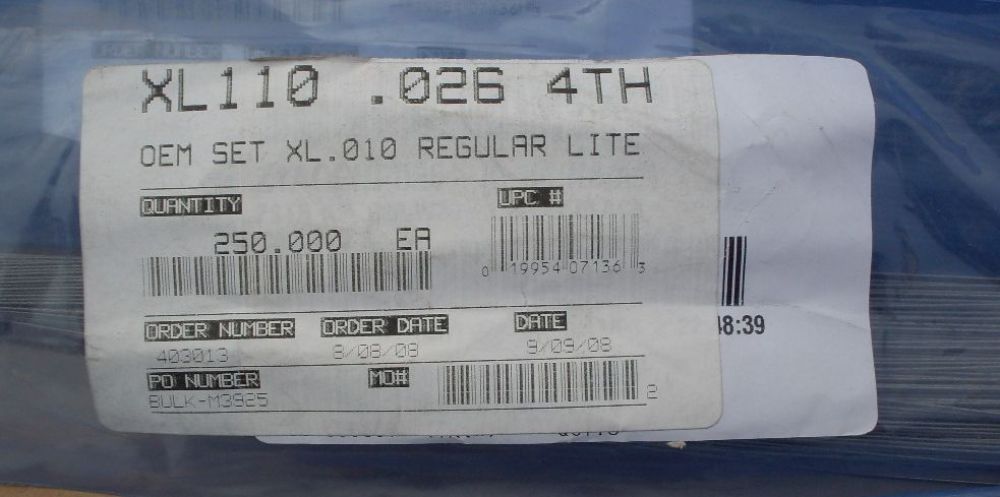 XL110 .026 4TH
OEM SET XL.010 REGULAR LITE
QUANTITY
UPC #
250.000 EA
0 19954 07136 3
ORDER NUMBER ORDER DATE DATE
403013 8/08/08 9/09/08
PO NUMBER MO#
BULK-M3925
2
48:39